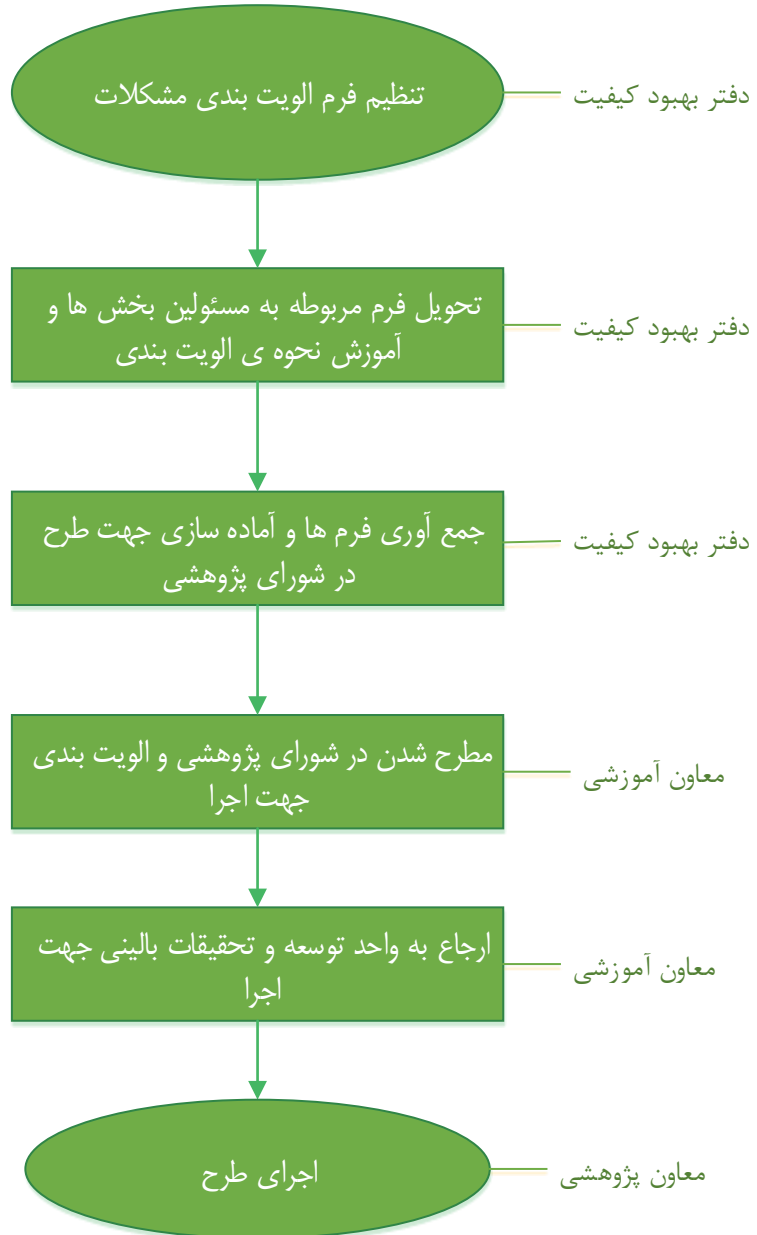 تنظیم فرم الویت بندی مشکلات
دفتر بهبود کیفیت
تحویل فرم مربوطه به مسئولین بخش ها و
آموزش نحوه ی الویت بندی
دفتر بهبود کیفیت
جمع آوری فرم ها و آماده سازی جهت طرح
در شورای پژوهشی
دفتر بهبود کیفیت
مطرح شدن در شورای پژوهشی و الویت بندی
جهت اجرا
معاون آموزشی
ارجاع به واحد توسعه و تحقیقات بالینی جهت
اجرا
معاون آموزشی
اجرای طرح
معاون پژوهشی